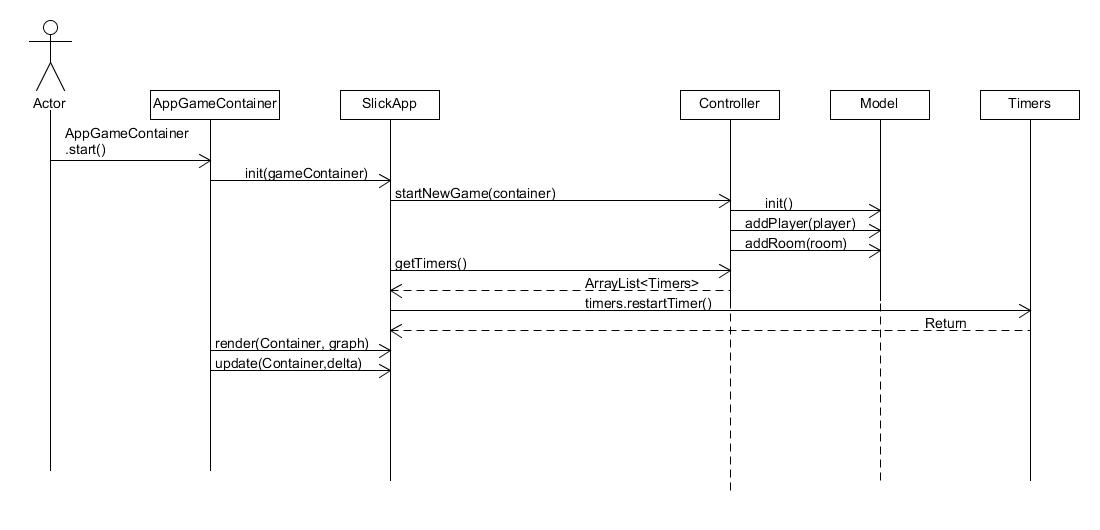 Actor
AppGameContainer
SlickApp
Controller
Model
Timers
AppGameContainer
.start()
init(gameContainer)
startNewGame(container)
init()
addPlayer(player)
addRoom(room)
getTimers()
ArrayList<Timers>
timers.restartTimer()
Return
render(Container, graph)
update(Container,delta)